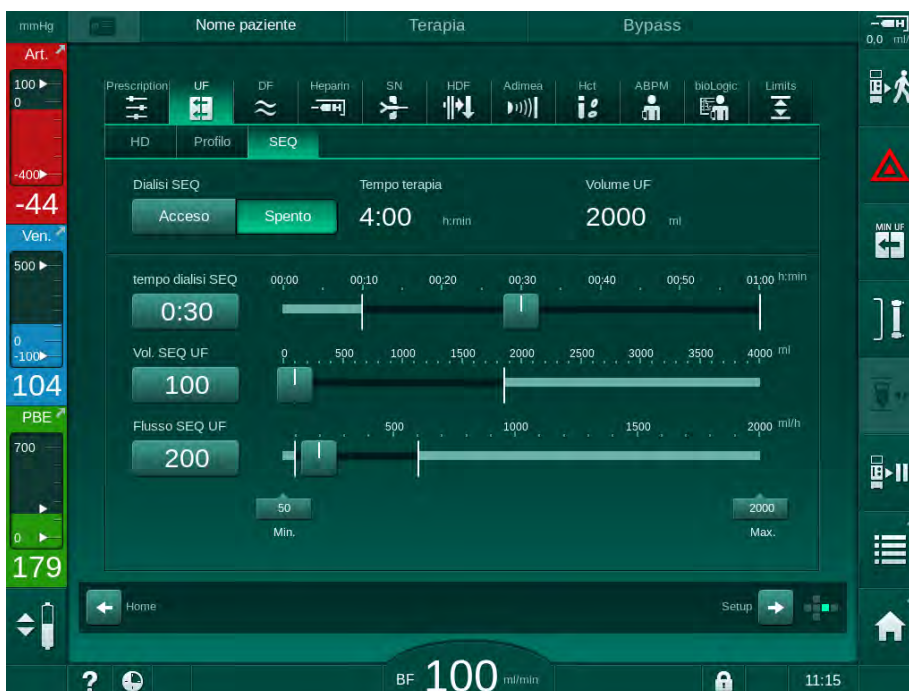 mmHg Nome paziente Terapia Bypass 0,0 ml/
Art.
100
0
-400
-44
Ven.
500
0
-100
104
PBE
700
0
179
Prescription UF DF Heparin SN HDF Adimea Hct ABPM bioLogic Limits
HD Profilo SEQ
Dialisi SEQ Tempo terapia Volume UF
Acceso Spento 4:00 h:min 2000 ml
tempo dialisi SEQ 00:00 00:10 00:20 00:30 00:40 00:50 01:00 h:min
0:30
Vol. SEQ UF 0 500 1000 1500 2000 2500 3000 3500 4000 ml
100
Flusso SEQ UF 500 1000 1500 2000 ml/h
200
50 2000
Min. Max.
Home Setup
MIN UF
? BF 100 ml/min 11:15